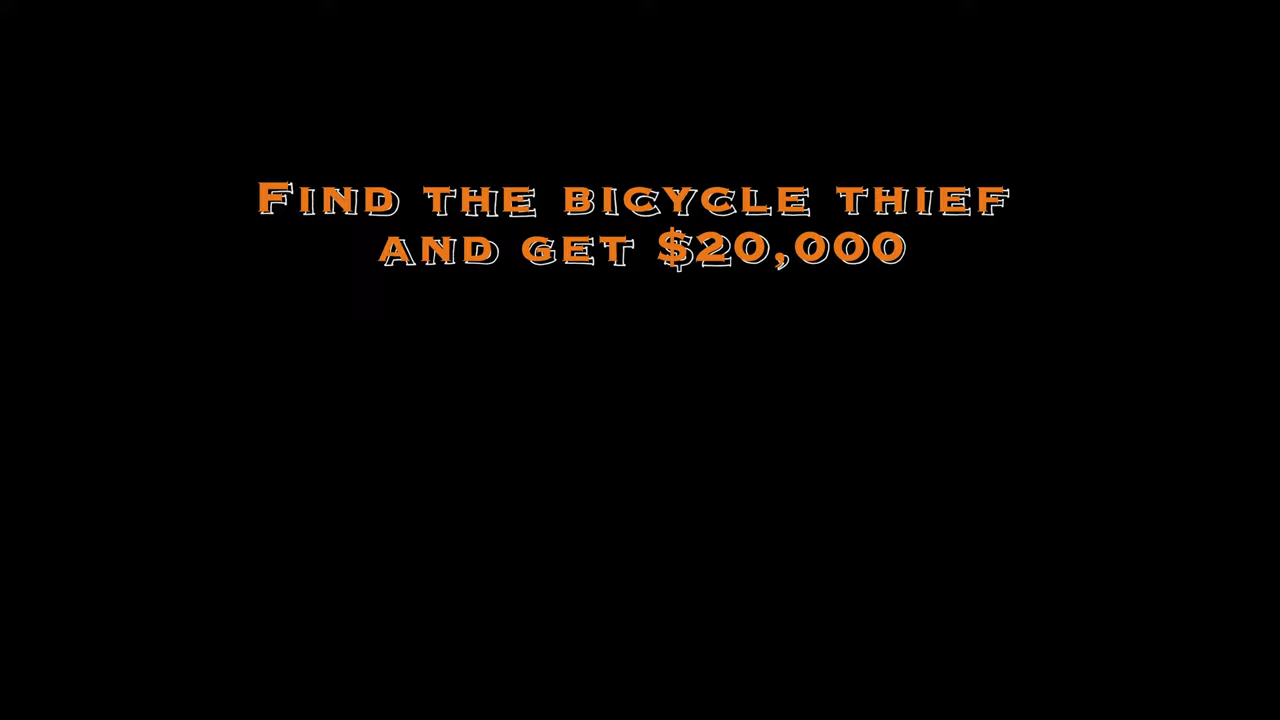 Find the bicycle thief
and get $20,000